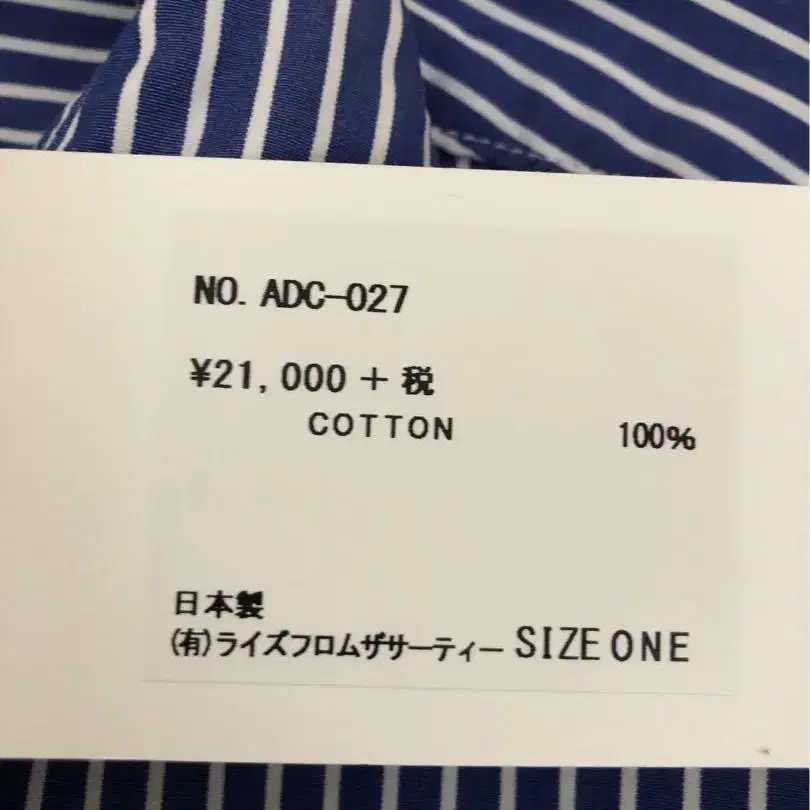 NO. ADC-027
¥21,000 + 税
COTTON 100%
日本製
(有)ライズフロムザサーティー SIZE ONE